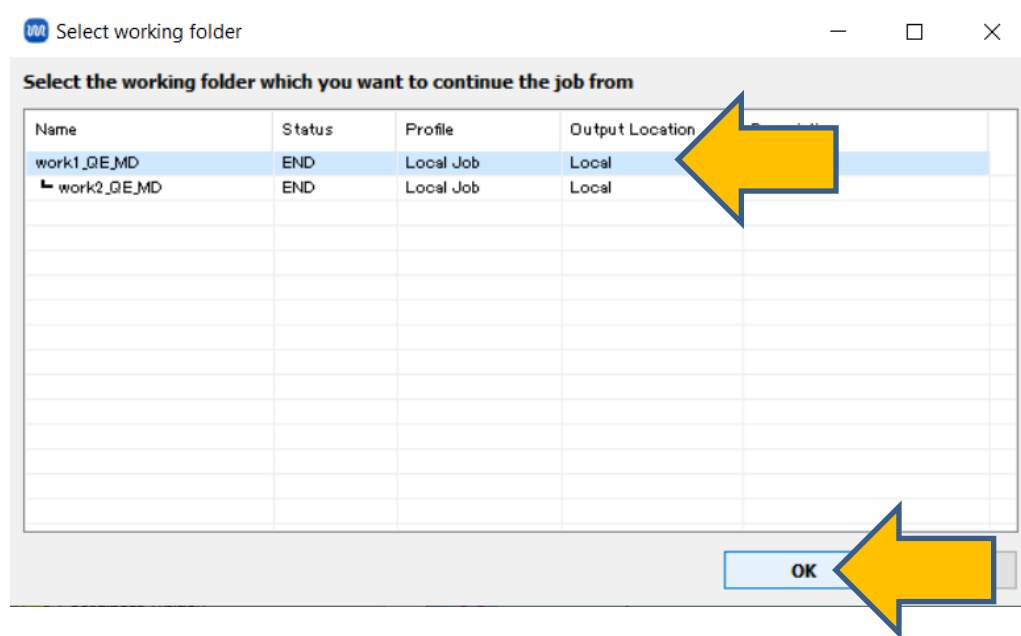 Select working folder
Select the working folder which you want to continue the job from
Name Status Profile Output Location
work1_QE_MD END Local Job Local
work2_QE_MD END Local Job Local
OK